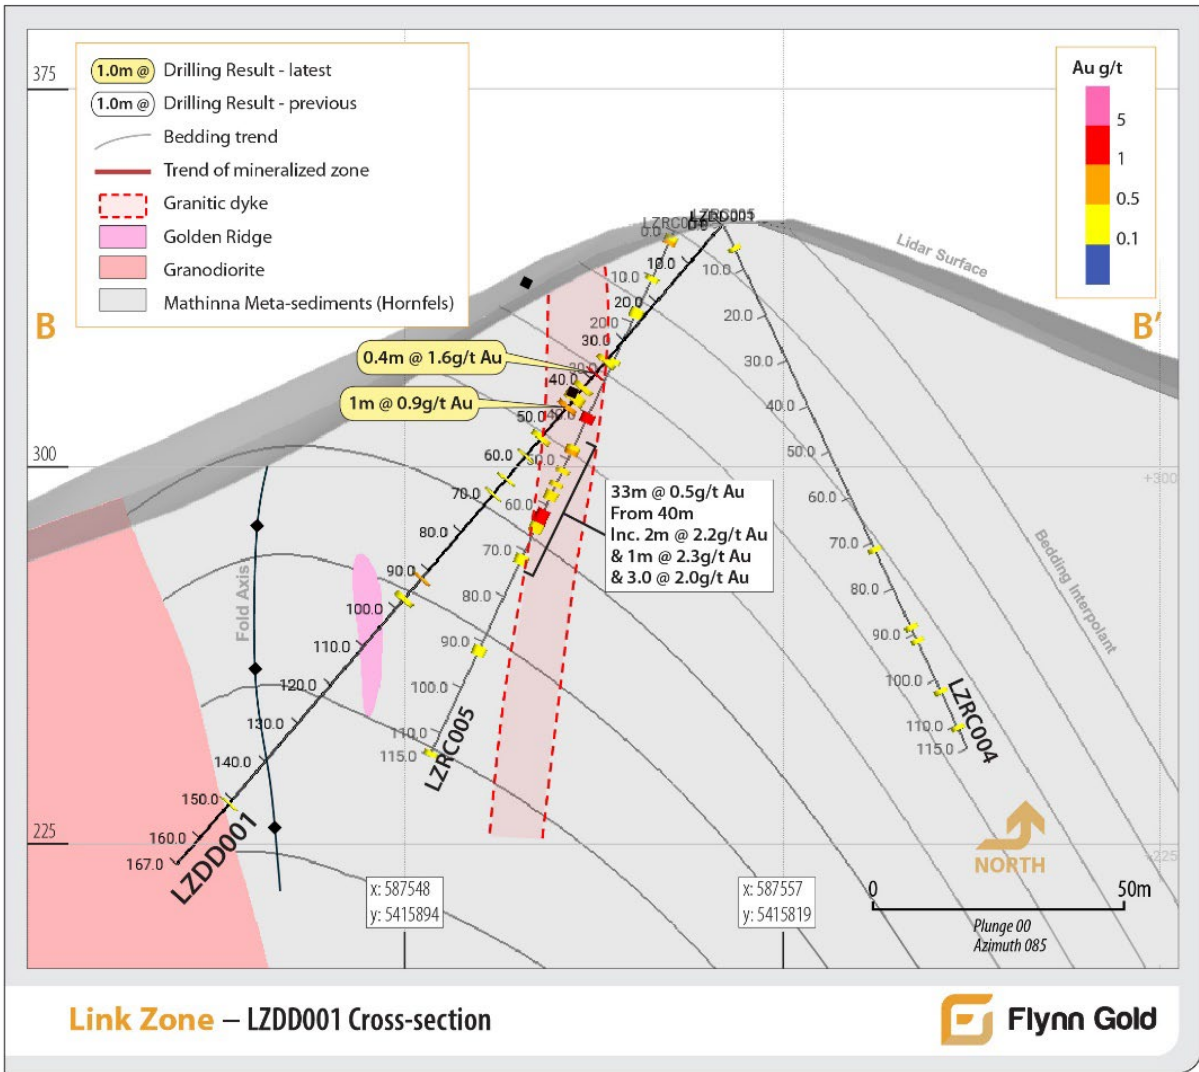 375
300
225
1.0m @ Drilling Result - latest
1.0m @ Drilling Result - previous
Bedding trend
Trend of mineralized zone
Granitic dyke
Golden Ridge
Granodiorite
Mathinna Meta-sediments (Hornfels)
Au g/t
5
1
0.5
0.1
B
B'
Lidar Surface
LZDD001
0.0
10.0
20.0
30.0
40.0
50.0
60.0
70.0
80.0
90.0
100.0
110.0
120.0
130.0
140.0
150.0
160.0
167.0
LZDD001
0.0
10.0
20.0
60.0
70.0
80.0
90.0
100.0
110.0
115.0
LZRC005
10.0
20.0
30.0
40.0
50.0
60.0
70.0
80.0
90.0
100.0
110.0
115.0
LZRC004
0.4m @ 1.6g/t Au
1m @ 0.9g/t Au
33m @ 0.5g/t Au
From 40m
Inc. 2m @ 2.2g/t Au
& 1m @ 2.3g/t Au
& 3.0 @ 2.0g/t Au
Fold Axis
Bedding Interpolant
+300
+225
NORTH
x: 587548
y: 5415894
x: 587557
y: 5415819
0
50m
Plunge 00
Azimuth 085
Link Zone – LZDD001 Cross-section
Flynn Gold